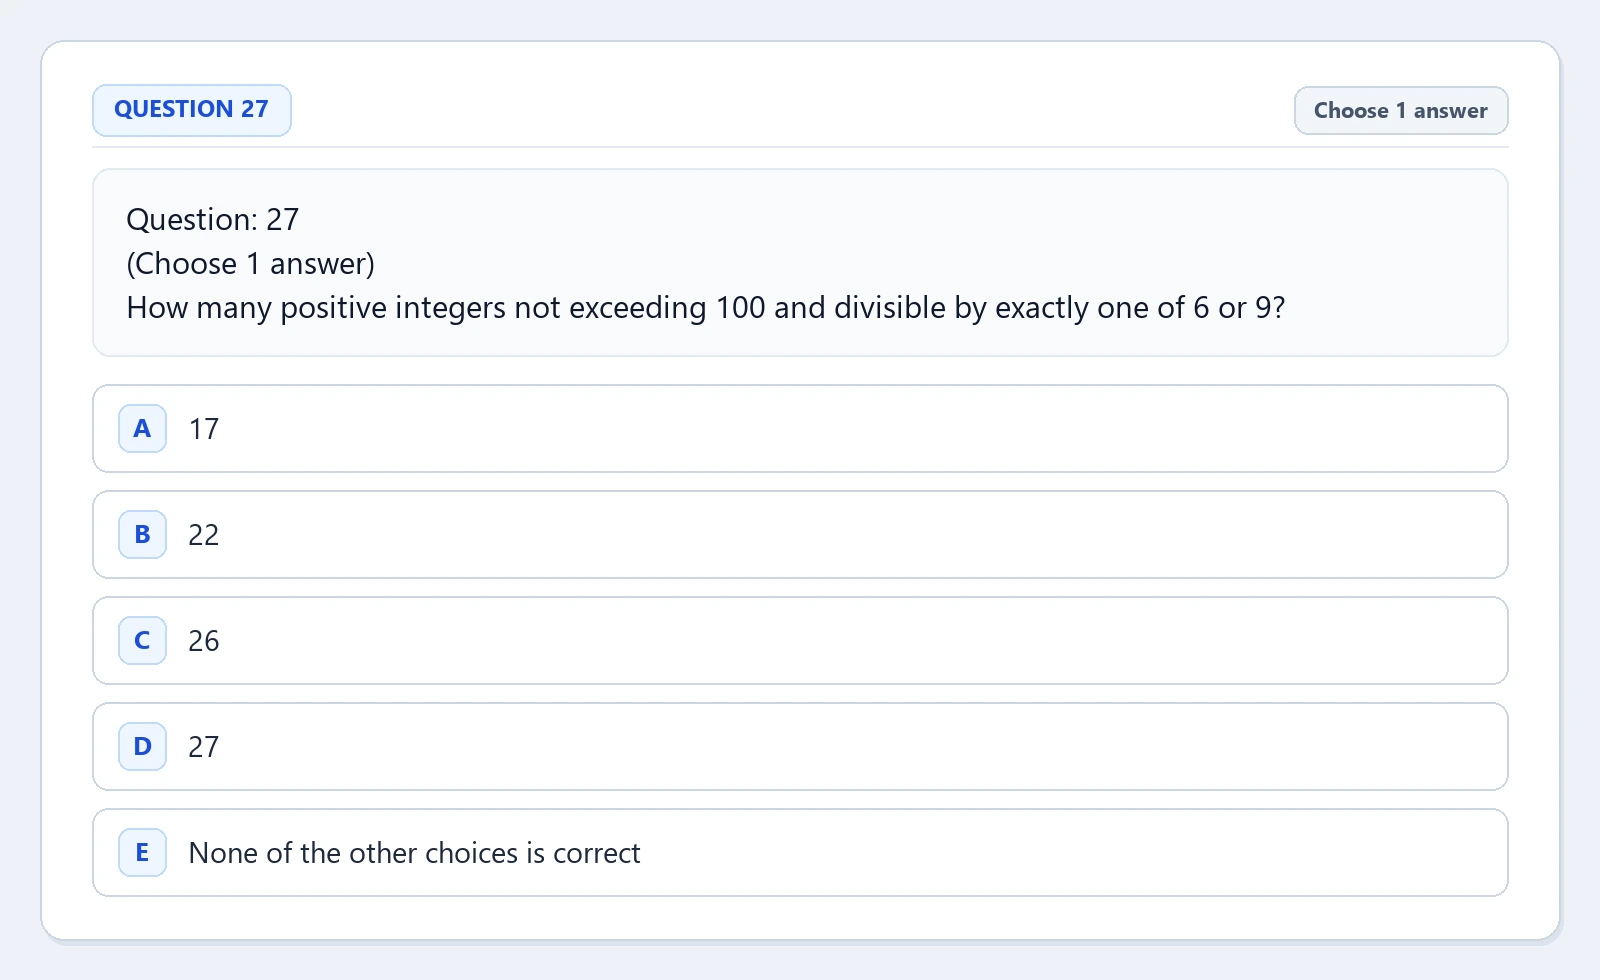 QUESTION 27
Choose 1 answer
Question: 27
(Choose 1 answer)
How many positive integers not exceeding 100 and divisible by exactly one of 6 or 9?
A 17
B 22
C 26
D 27
E None of the other choices is correct